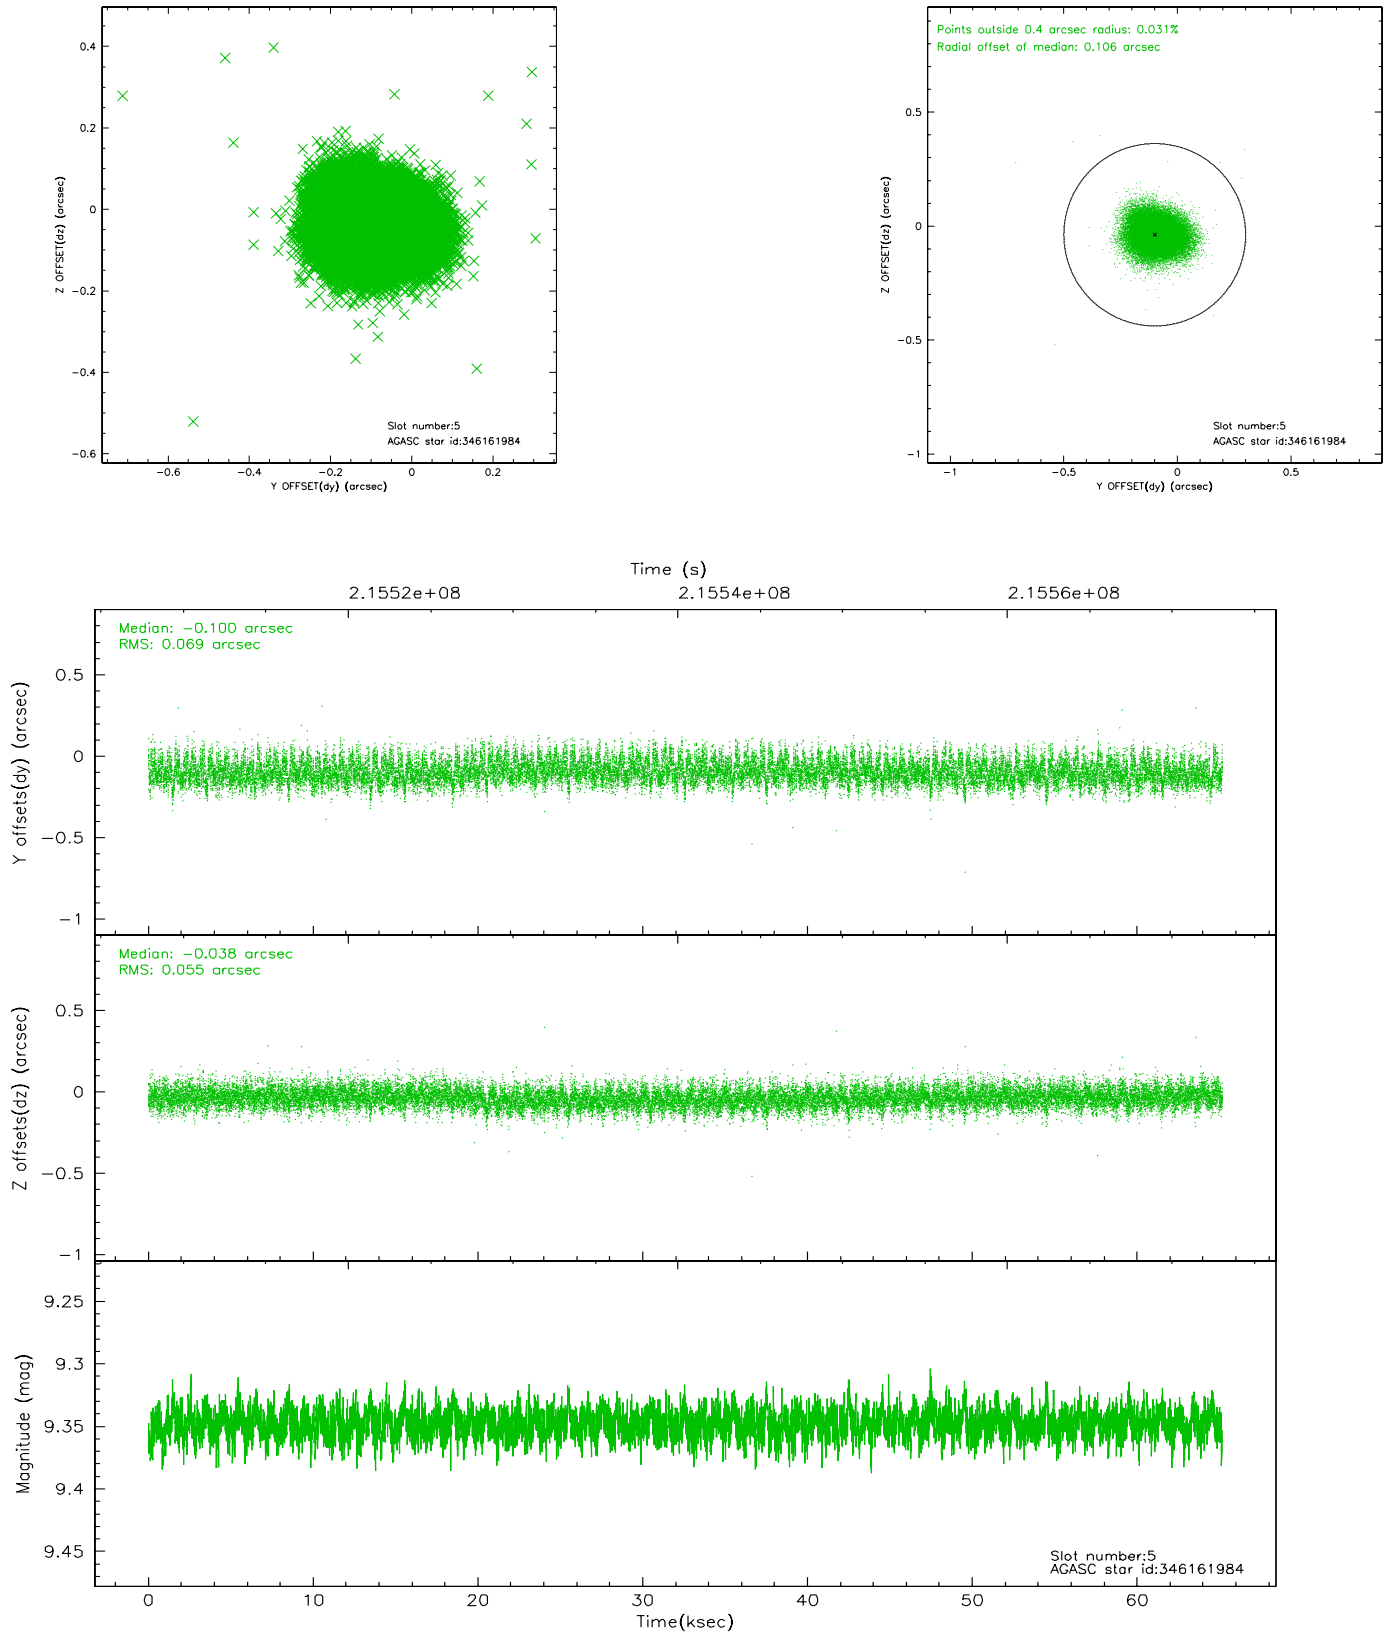 0.4
0.2
0
−0.2
−0.4
−0.6
Z OFFSET(dz) (arcsec)
Slot number:5
AGASC star id:346161984
−0.6 −0.4 −0.2 0 0.2
Y OFFSET(dy) (arcsec)
Points outside 0.4 arcsec radius: 0.031%
Radial offset of median: 0.106 arcsec
0.5
0
−0.5
−1
Z OFFSET(dz) (arcsec)
Slot number:5
AGASC star id:346161984
−1 −0.5 0 0.5
Y OFFSET(dy) (arcsec)
Time (s)
2.1552e+08 2.1554e+08 2.1556e+08
Median: −0.100 arcsec
RMS: 0.069 arcsec
0.5
0
−0.5
−1
Y offsets(dy) (arcsec)
Median: −0.038 arcsec
RMS: 0.055 arcsec
0.5
0
−0.5
−1
Z offsets(dz) (arcsec)
9.25
9.3
9.35
9.4
9.45
Magnitude (mag)
Slot number:5
AGASC star id:346161984
0 10 20 30 40 50 60
Time(ksec)